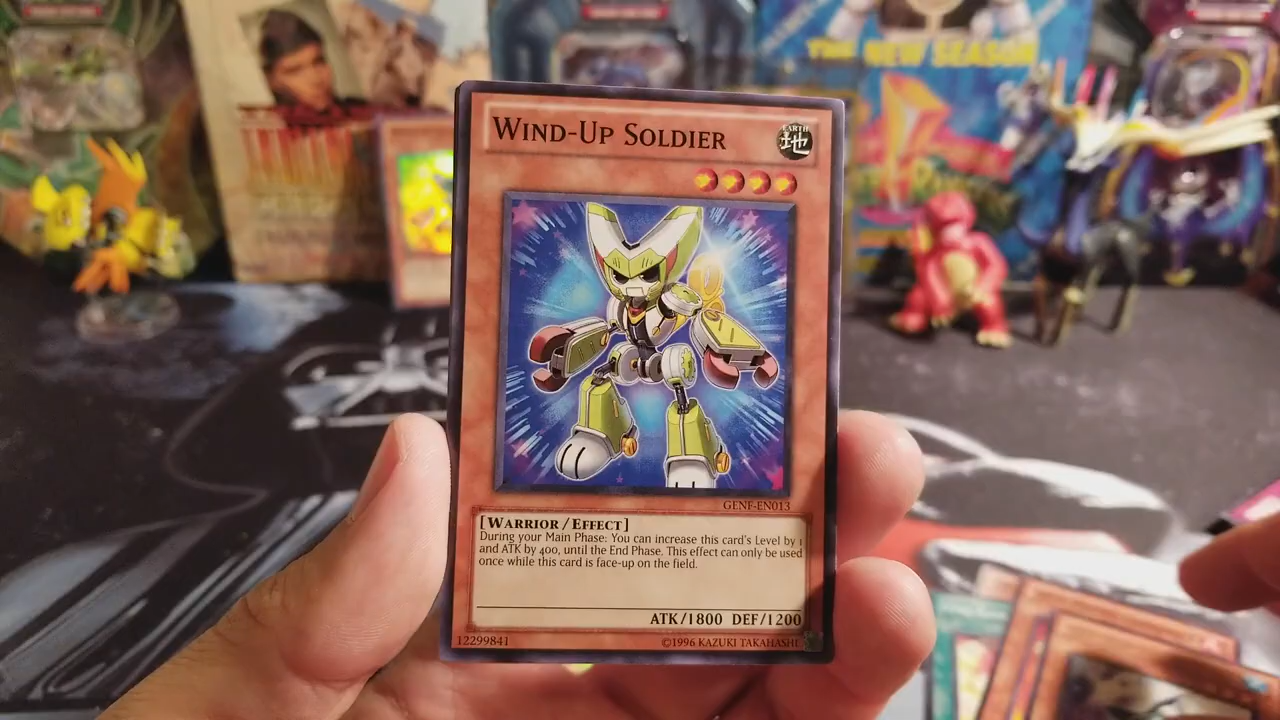 THE NEW SEASON
WIND-UP SOLDIER
EARTH
地
GENF-EN013
[WARRIOR/EFFECT]
During your Main Phase: You can increase this card's Level by 1
and ATK by 400, until the End Phase. This effect can only be used
once while this card is face-up on the field.
ATK/1800 DEF/1200
12299841
©1996 KAZUKI TAKAHASHI